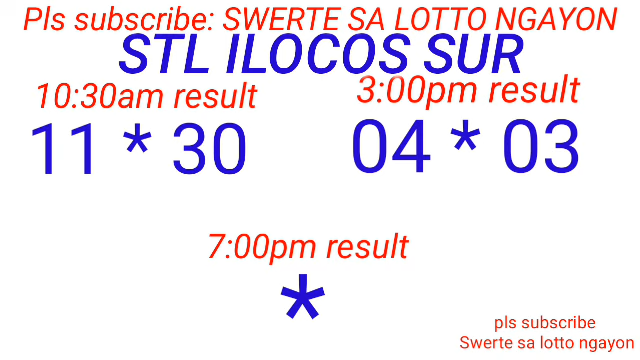 Pls subscribe: SWERTE SA LOTTO NGAYON
STL ILOCOS SUR
10:30am result
11 * 30
3:00pm result
04 * 03
7:00pm result
*
pls subscribe
Swerte sa lotto ngayon